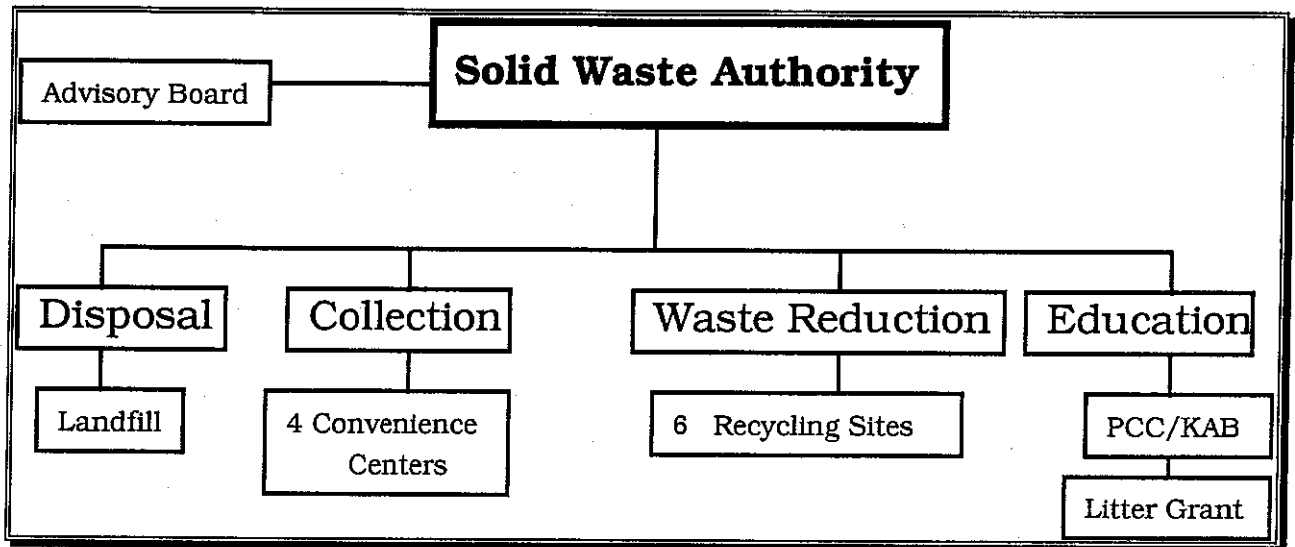 Solid Waste Authority
Advisory Board
Disposal
Collection
Waste Reduction
Education
Landfill
4 Convenience
Centers
6 Recycling Sites
PCC/KAB
Litter Grant